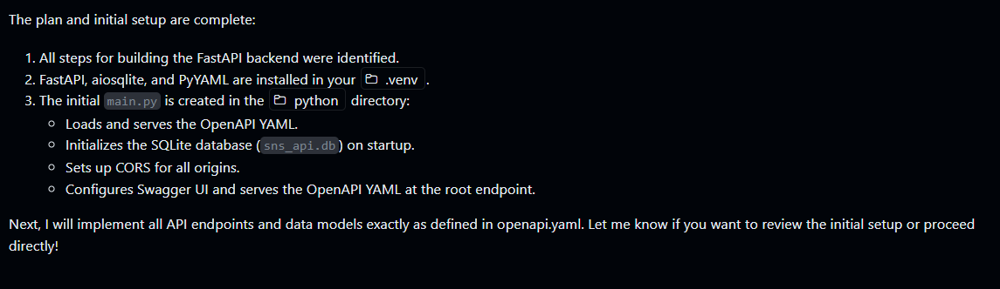 The plan and initial setup are complete:
1. All steps for building the FastAPI backend were identified.
2. FastAPI, aiosqlite, and PyYAML are installed in your .venv .
3. The initial main.py is created in the python directory:
Loads and serves the OpenAPI YAML.
Initializes the SQLite database (sns_api.db) on startup.
Sets up CORS for all origins.
Configures Swagger UI and serves the OpenAPI YAML at the root endpoint.
Next, I will implement all API endpoints and data models exactly as defined in openapi.yaml. Let me know if you want to review the initial setup or proceed
directly!